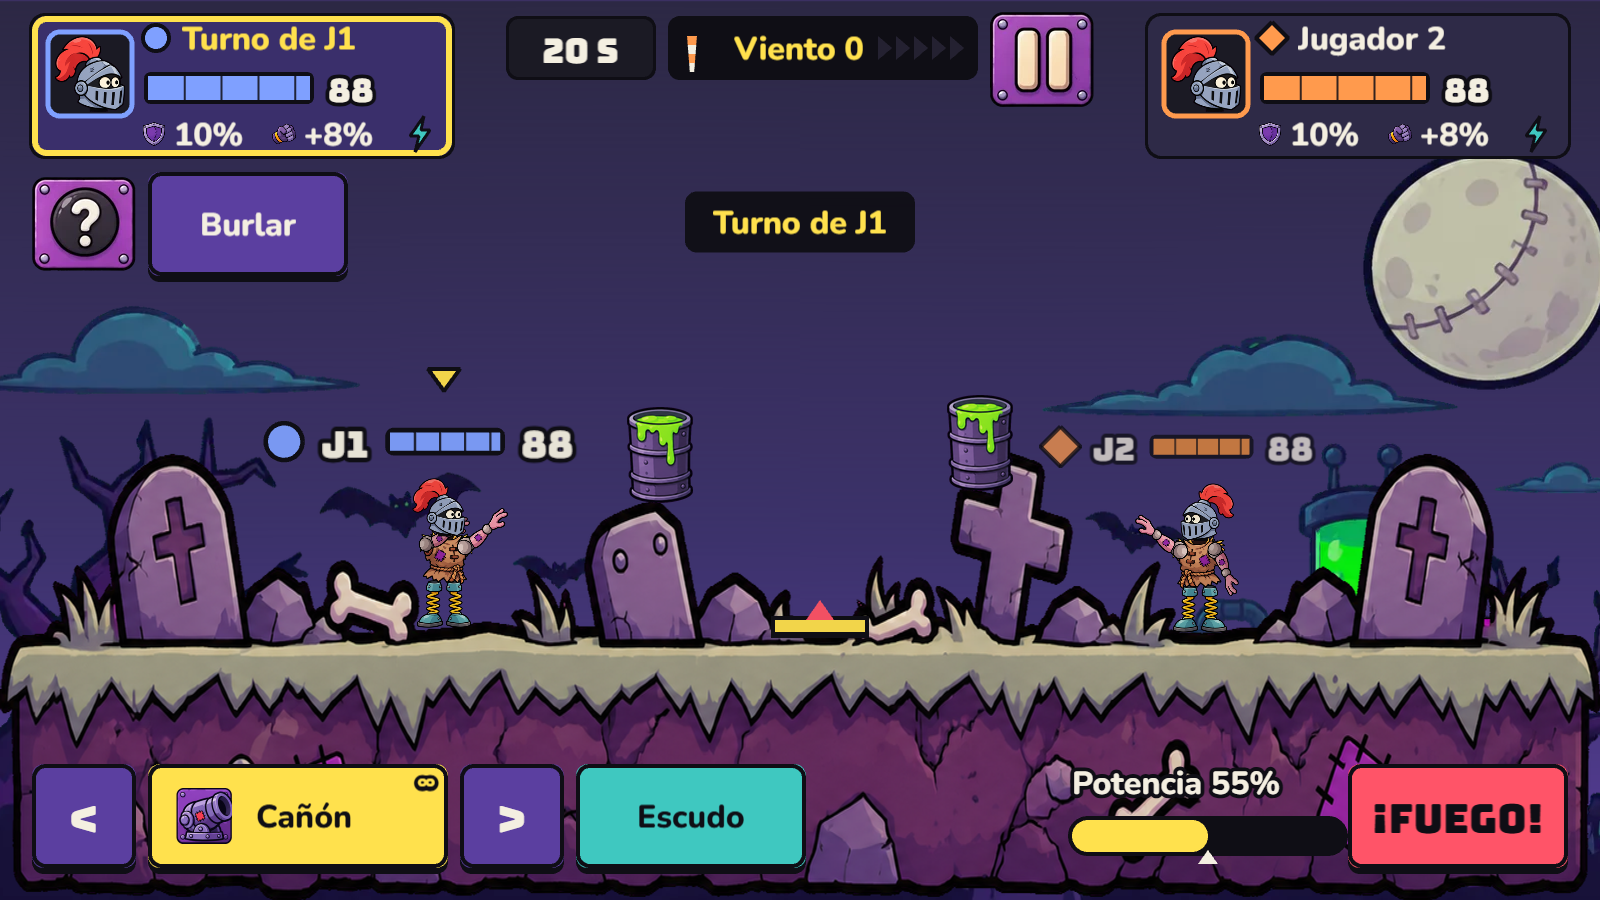 Turno de J1
88
10%
+8%
20 S
Viento 0
Jugador 2
88
10%
+8%
?
Burlar
Turno de J1
J1
88
J2
88
<
Cañón
∞
>
Escudo
Potencia 55%
¡FUEGO!